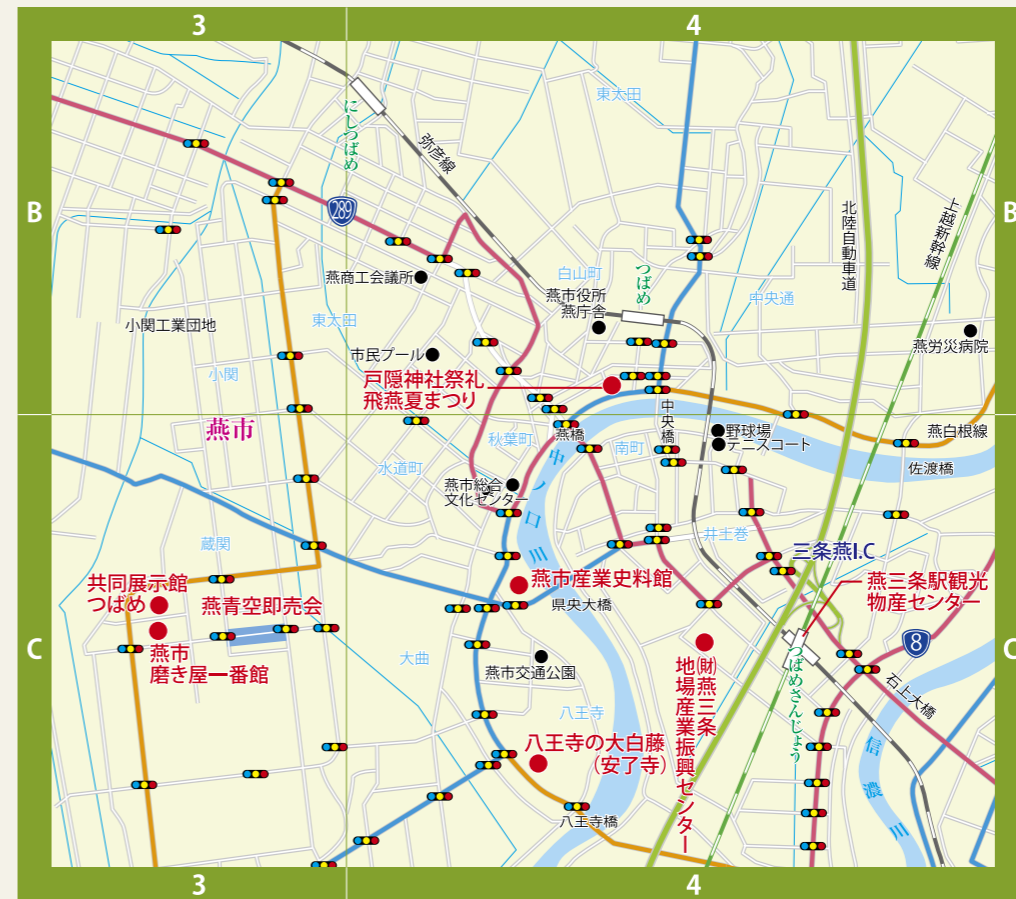 3
4
B
B
C
C
3
4
東太田
にしつばめ
弥彦線
289
北陸自動車道
上越新幹線
白山町
つばめ
中央通
燕商工会議所
燕市役所
燕庁舎
東太田
小関工業団地
市民プール
燕労災病院
小関
戸隠神社祭礼
飛燕夏まつり
中央橋
燕市
秋葉町
燕橋
南町
野球場
テニスコート
燕白根線
佐渡橋
水道町
中ノ口川
燕市総合
文化センター
井土巻
蔵関
三条燕I.C
共同展示館
つばめ
燕青空即売会
燕市産業史料館
県央大橋
燕三条駅観光
物産センター
燕市
磨き屋一番館
大曲
燕市交通公園
㈶燕三条
地場産業振興センター
つばめさんじょう
8
石上大橋
八王寺
八王寺の大白藤
（安了寺）
信濃川
八王寺橋